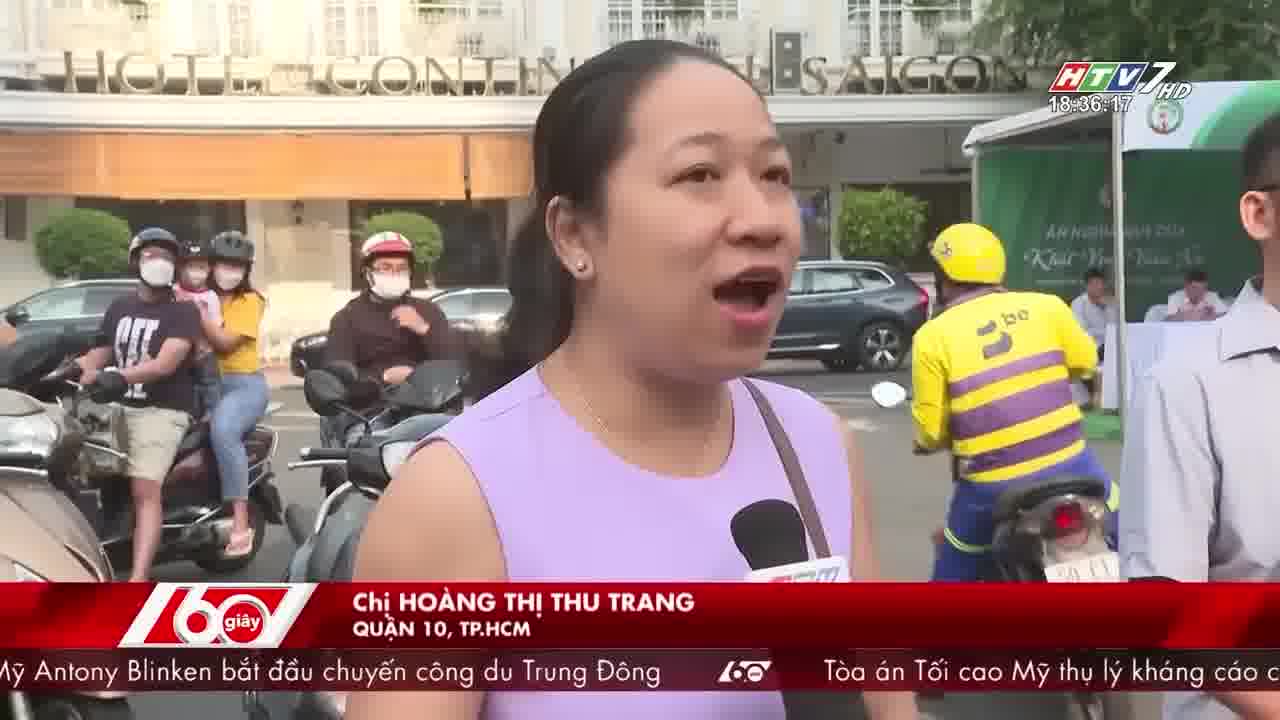 HOTEL CONTIN SAIGON
HTV7 HD
18:36:17
be
60 giây
Chị HOÀNG THỊ THU TRANG
QUẬN 10, TP.HCM
Mỹ Antony Blinken bắt đầu chuyến công du Trung Đông
60
Tòa án Tối cao Mỹ thụ lý kháng cáo c